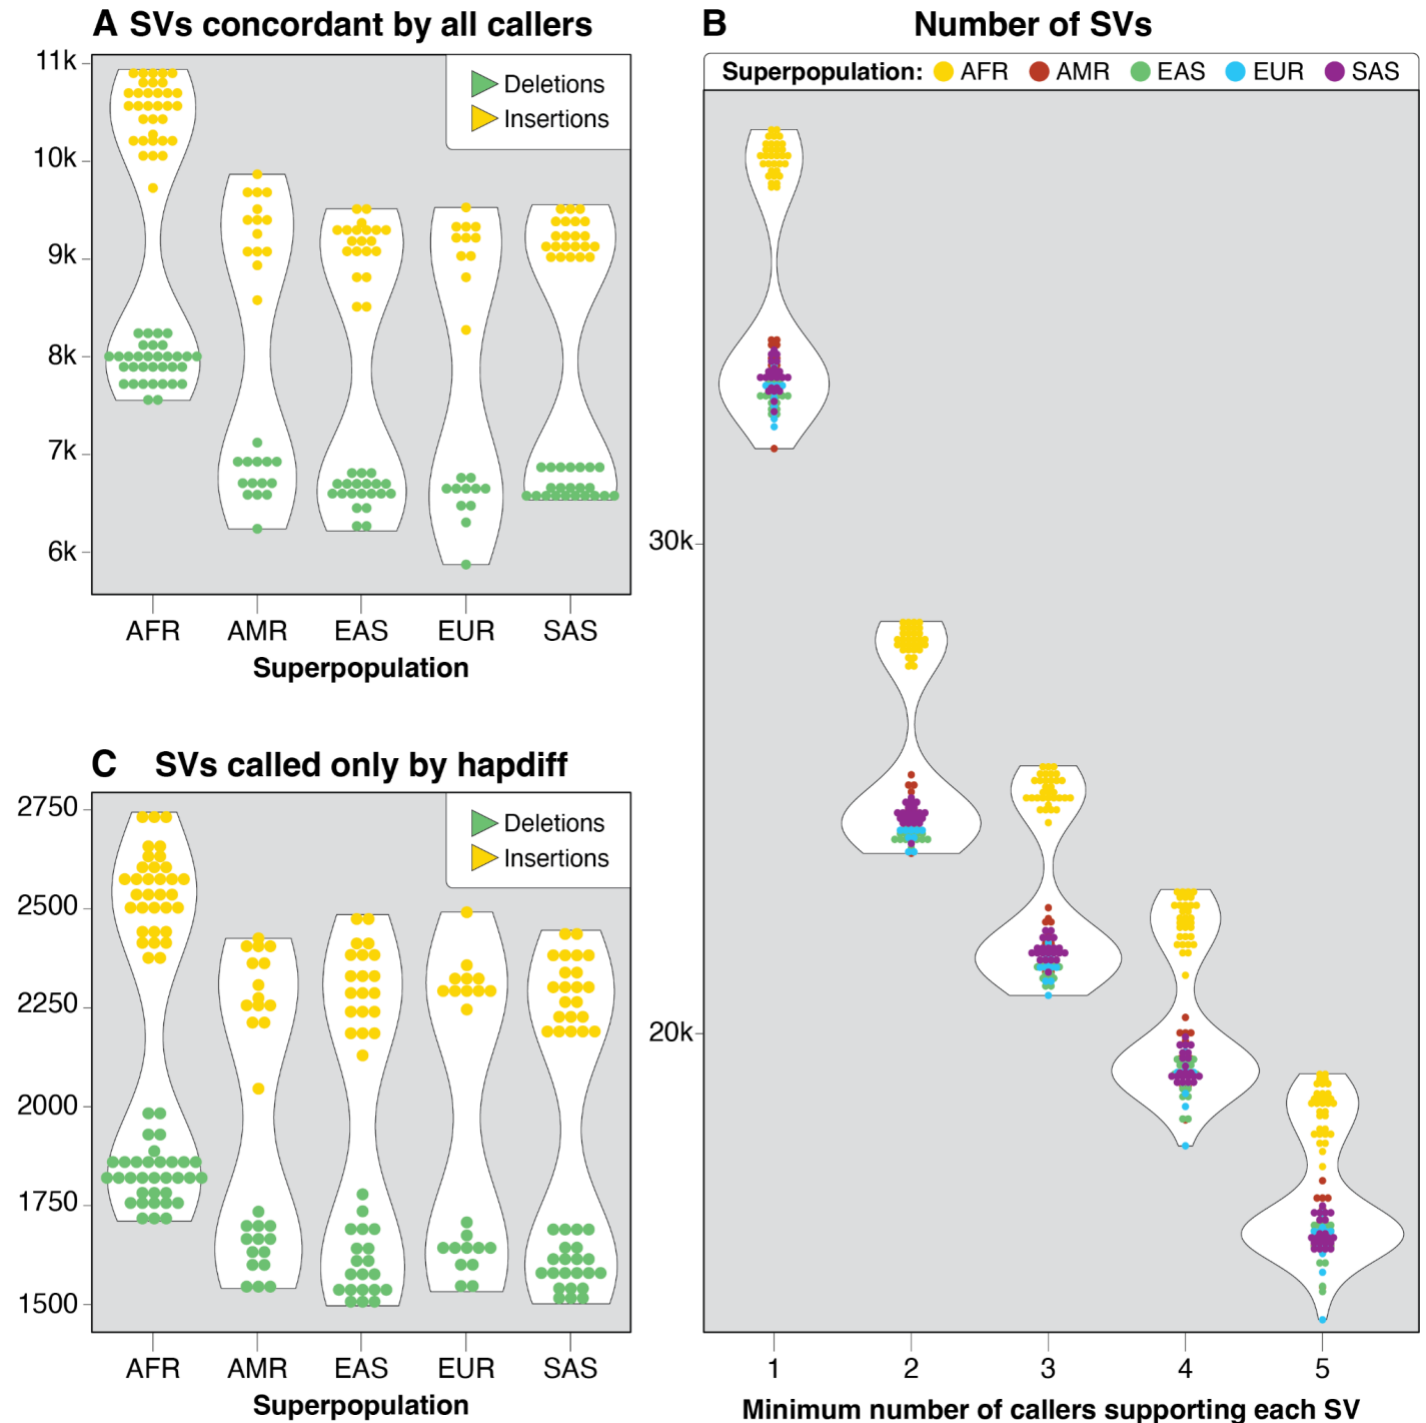 A SVs concordant by all callers
11k
10k
9k
8k
7k
6k
Deletions
Insertions
AFR AMR EAS EUR SAS
Superpopulation
B Number of SVs
Superpopulation: AFR AMR EAS EUR SAS
30k
20k
1 2 3 4 5
Minimum number of callers supporting each SV
C SVs called only by hapdiff
2750
2500
2250
2000
1750
1500
Deletions
Insertions
AFR AMR EAS EUR SAS
Superpopulation